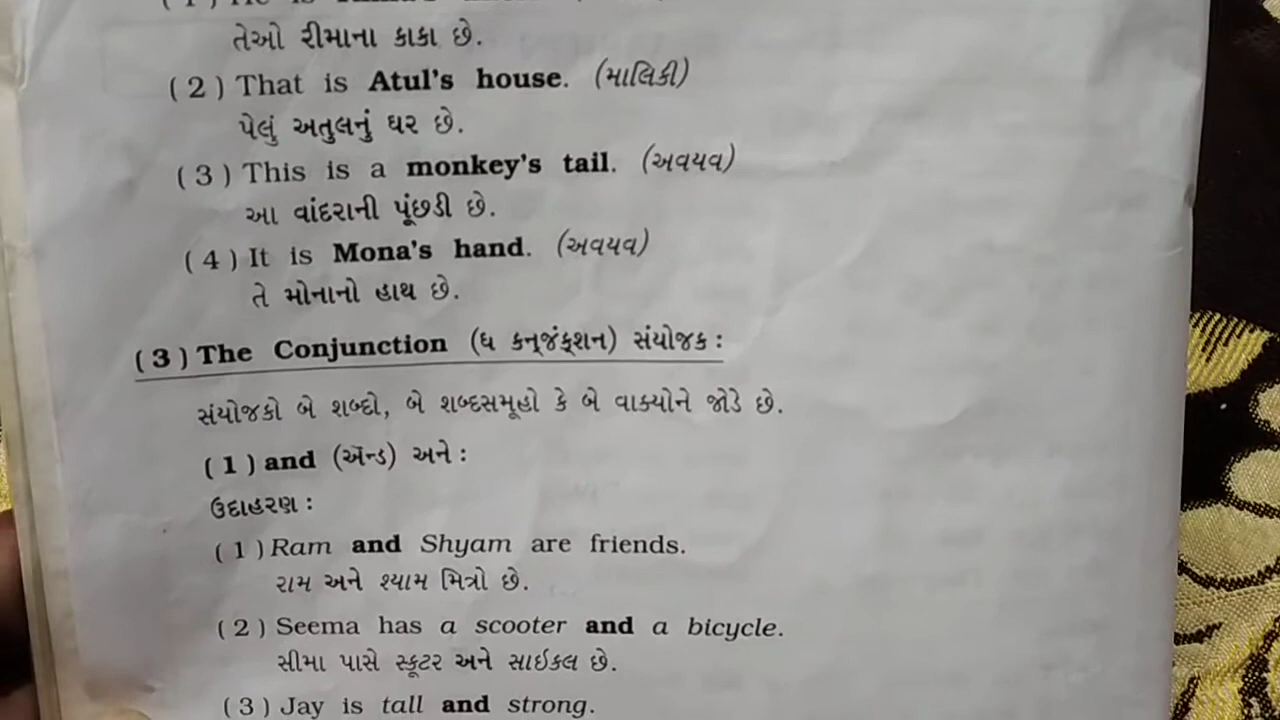 તેઓ રીમાના કાકા છે.
( 2 ) That is Atul's house. (માલિકી)
પેલું અતુલનું ઘર છે.
( 3 ) This is a monkey's tail. (અવયવ)
આ વાંદરાની પૂંછડી છે.
( 4 ) It is Mona's hand. (અવયવ)
તે મોનાનો હાથ છે.
( 3 ) The Conjunction (ધ કન્જંક્શન) સંયોજક :
સંયોજકો બે શબ્દો, બે શબ્દસમૂહો કે બે વાક્યોને જોડે છે.
( 1 ) and (ઍન્ડ) અને :
ઉદાહરણ :
( 1 ) Ram and Shyam are friends.
રામ અને શ્યામ મિત્રો છે.
( 2 ) Seema has a scooter and a bicycle.
સીમા પાસે સ્કૂટર અને સાઈકલ છે.
( 3 ) Jay is tall and strong.